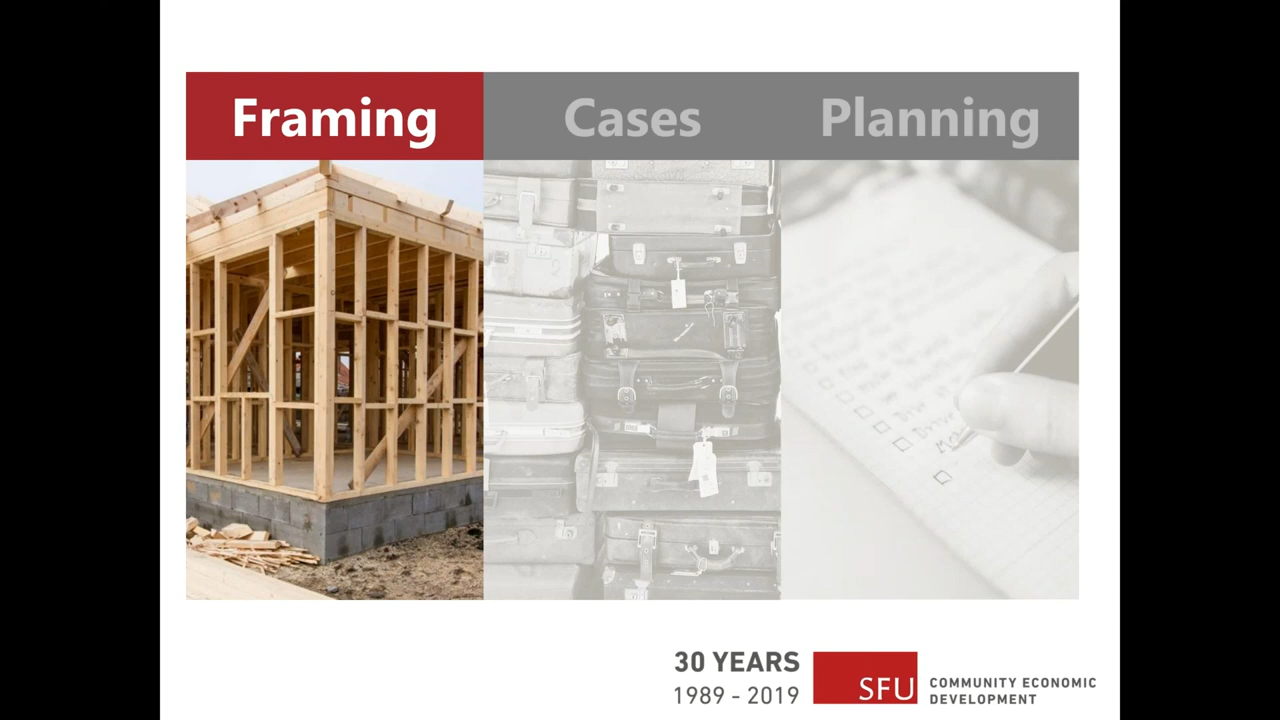 Framing
Cases
Planning
30 YEARS
1989 - 2019
SFU
COMMUNITY ECONOMIC
DEVELOPMENT